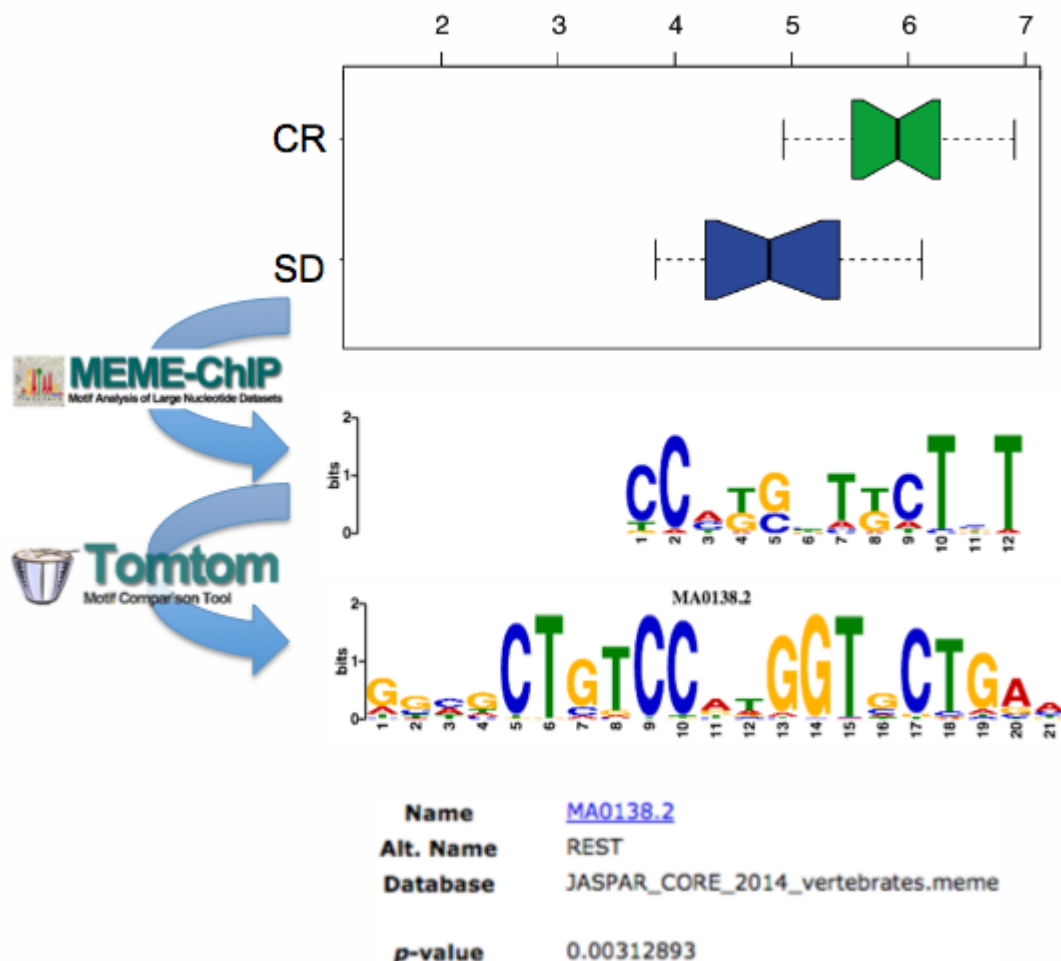 2 3 4 5 6 7
CR
SD
MEME-ChIP
Motif Analysis of Large Nucleotide Datasets
2
1
0
bits
CCATG TTCT T
1 2 3 4 5 6 7 8 9 10 11 12
Tomtom
Motif Comparison Tool
MA0138.2
2
1
0
bits
GGCGCTGTCCATGGTGCTGAA
1 2 3 4 5 6 7 8 9 10 11 12 13 14 15 16 17 18 19 20 21
Name MA0138.2
Alt. Name REST
Database JASPAR_CORE_2014_vertebrates.meme
p-value 0.00312893